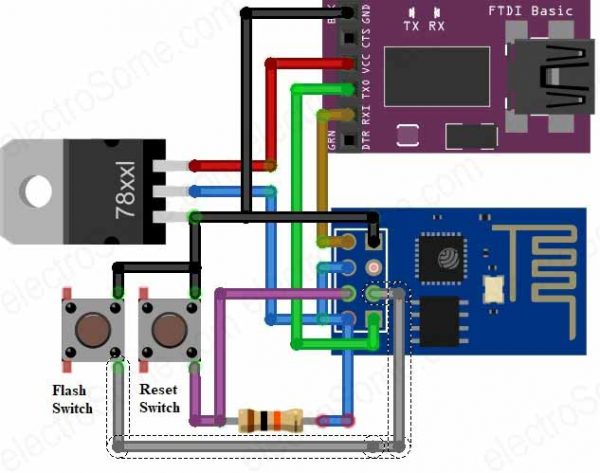 BLK
GND
CTS
VCC
TXO
RXI
DTR
GRN
TX RX
FTDI Basic
78xxl
Flash
Switch
Reset
Switch
electroSome.com